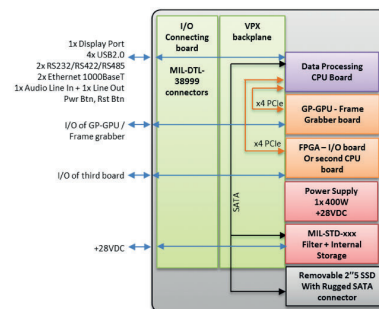 1x Display Port
4x USB2.0
2x RS232/RS422/RS485
2x Ethernet 1000BaseT
1x Audio Line In + 1x Line Out
Pwr Btn, Rst Btn
I/O of GP-GPU /
Frame grabber
I/O of third board
+28VDC
I/O
Connecting
board
MIL-DTL-
38999
connectors
VPX
backplane
x4 PCIe
x4 PCIe
SATA
Data Processing
CPU Board
GP-GPU - Frame
Grabber board
FPGA – I/O board
Or second CPU
board
Power Supply
1x 400W
+28VDC
MIL-STD-xxx
Filter + Internal
Storage
Removable 2"5 SSD
With Rugged SATA
connector